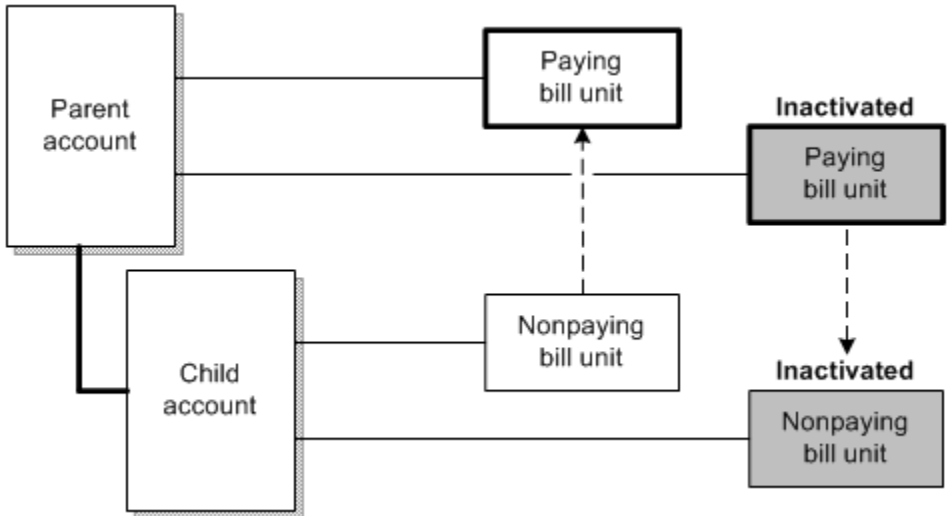 Parent
account
Paying
bill unit
Inactivated
Paying
bill unit
Child
account
Nonpaying
bill unit
Inactivated
Nonpaying
bill unit